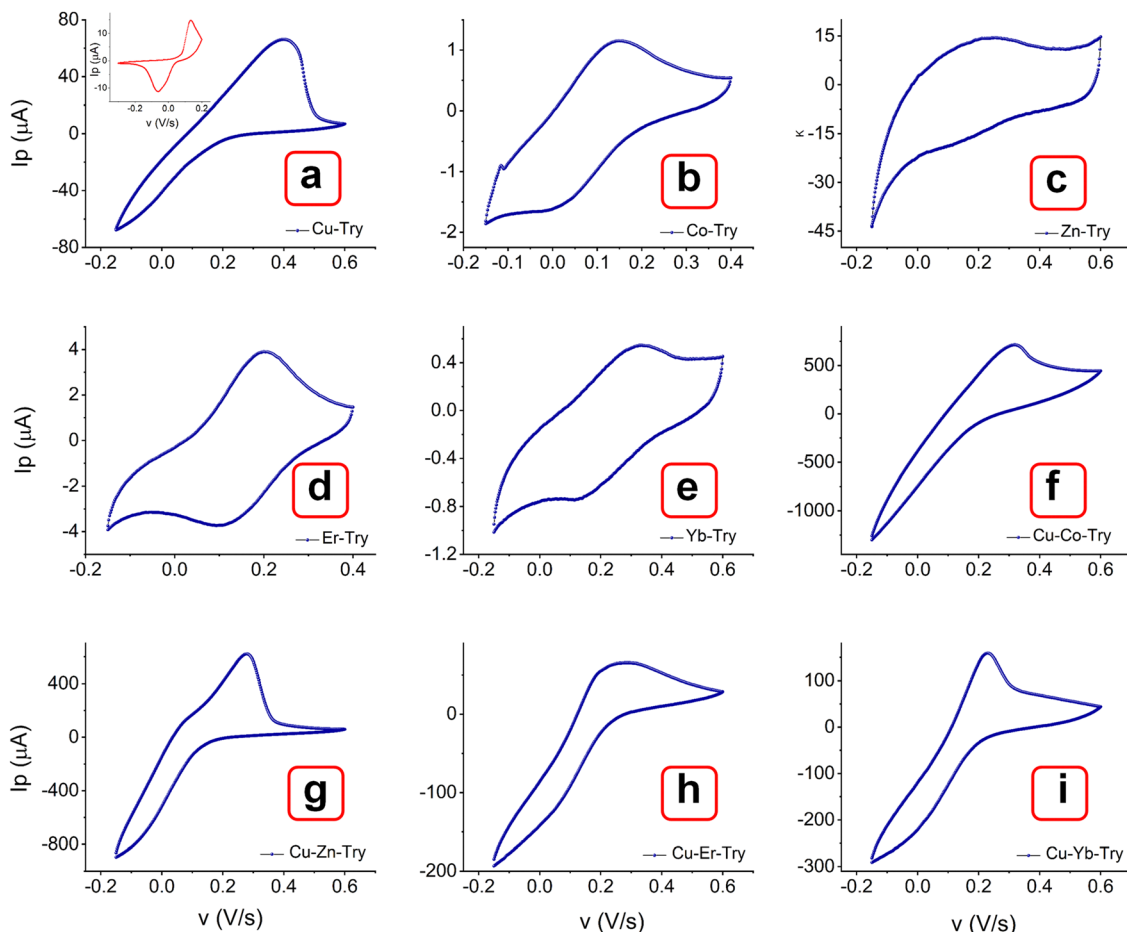 80
40
0
-40
-80
Ip (µA)
10
0
-10
Ip (µA)
-0.2 0.0 0.2
v (V/s)
a
Cu-Try
-0.2 0.0 0.2 0.4 0.6
1
0
-1
-2
b
Co-Try
-0.2 -0.1 0.0 0.1 0.2 0.3 0.4
15
0
-15
-30
-45
K
c
Zn-Try
-0.2 0.0 0.2 0.4 0.6
4
2
0
-2
-4
Ip (µA)
d
Er-Try
-0.2 0.0 0.2 0.4
0.4
0.0
-0.4
-0.8
-1.2
e
Yb-Try
-0.2 0.0 0.2 0.4 0.6
500
0
-500
-1000
f
Cu-Co-Try
-0.2 0.0 0.2 0.4 0.6
400
0
-400
-800
Ip (µA)
g
Cu-Zn-Try
-0.2 0.0 0.2 0.4 0.6
v (V/s)
0
-100
-200
h
Cu-Er-Try
-0.2 0.0 0.2 0.4 0.6
v (V/s)
100
0
-100
-200
-300
i
Cu-Yb-Try
-0.2 0.0 0.2 0.4 0.6
v (V/s)